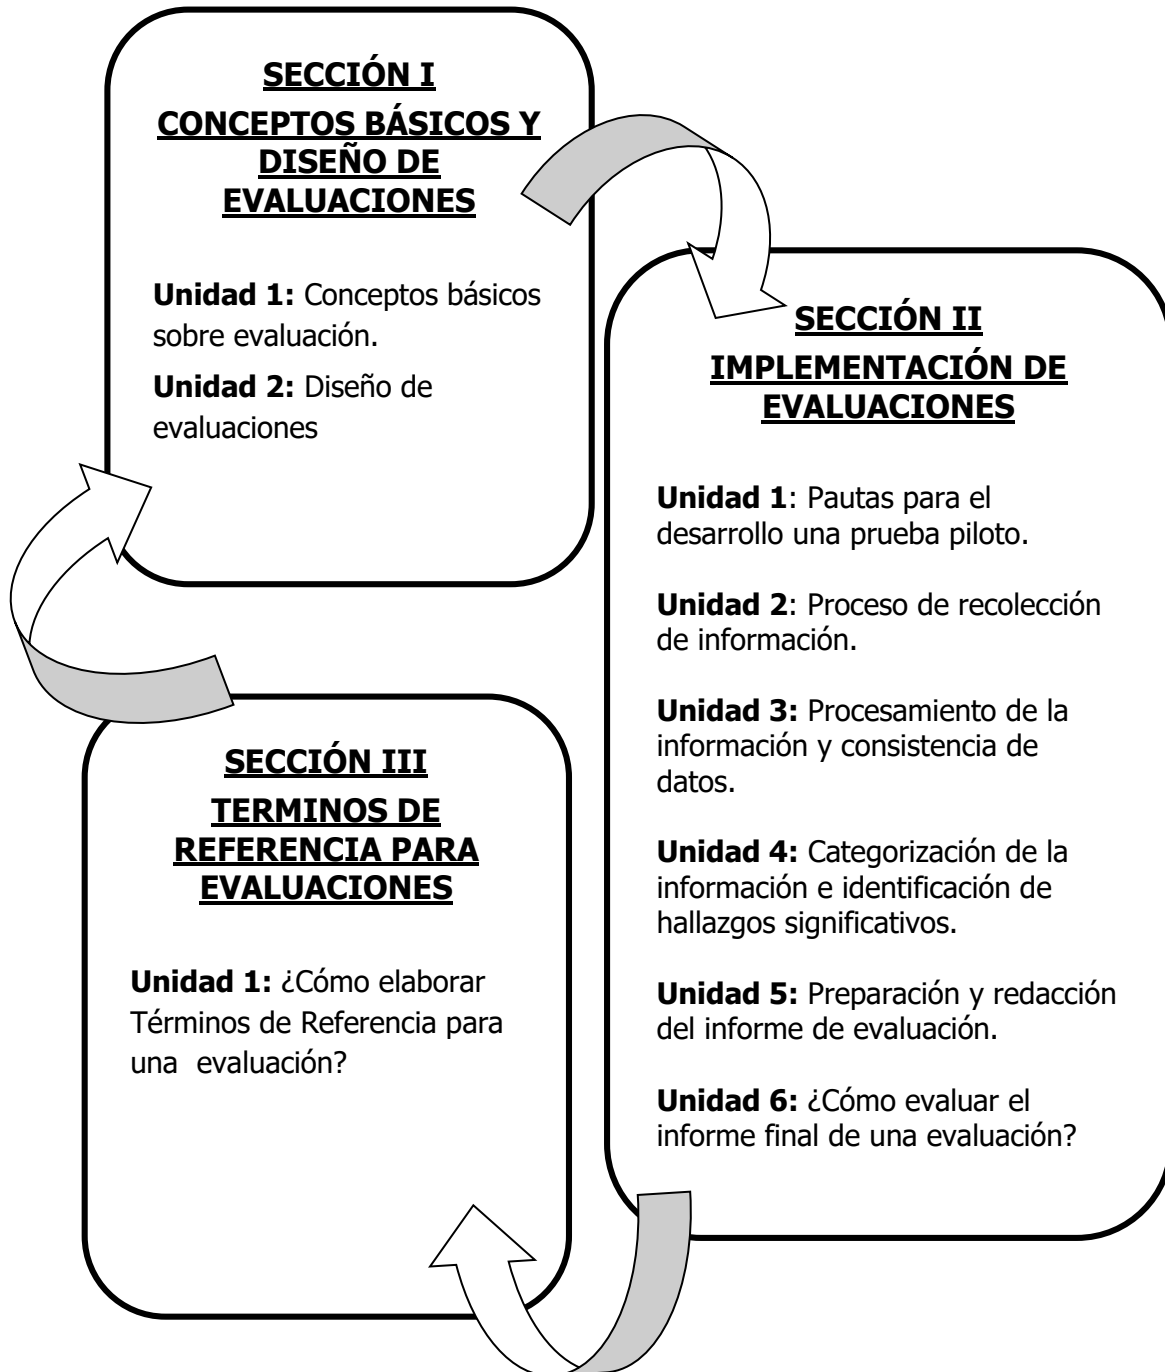 SECCIÓN I
CONCEPTOS BÁSICOS Y
DISEÑO DE
EVALUACIONES
Unidad 1: Conceptos básicos
sobre evaluación.
Unidad 2: Diseño de
evaluaciones
SECCIÓN II
IMPLEMENTACIÓN DE
EVALUACIONES
Unidad 1: Pautas para el
desarrollo una prueba piloto.
Unidad 2: Proceso de recolección
de información.
Unidad 3: Procesamiento de la
información y consistencia de
datos.
Unidad 4: Categorización de la
información e identificación de
hallazgos significativos.
Unidad 5: Preparación y redacción
del informe de evaluación.
Unidad 6: ¿Cómo evaluar el
informe final de una evaluación?
SECCIÓN III
TERMINOS DE
REFERENCIA PARA
EVALUACIONES
Unidad 1: ¿Cómo elaborar
Términos de Referencia para
una evaluación?